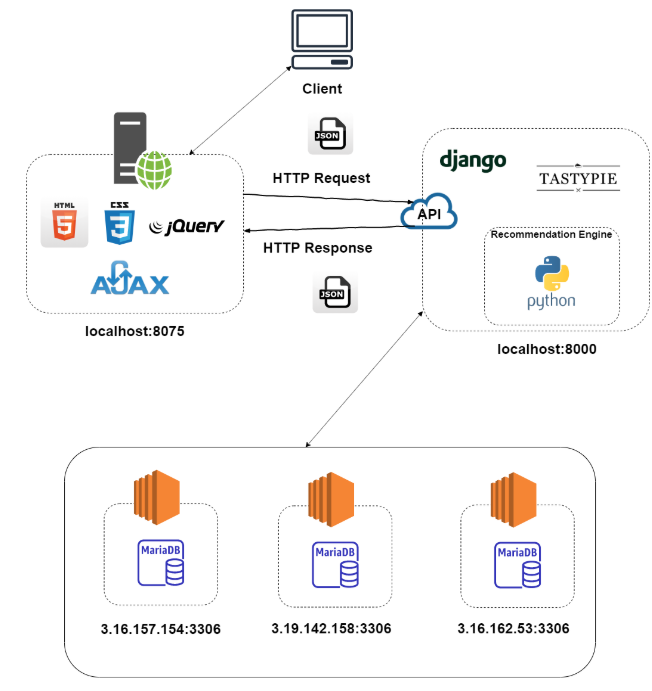 Client
JSON
HTTP Request
django
TASTYPIE
HTML
5
CSS
3
jQuery
AJAX
API
HTTP Response
JSON
Recommendation Engine
python
localhost:8075
localhost:8000
MariaDB
MariaDB
MariaDB
3.16.157.154:3306
3.19.142.158:3306
3.16.162.53:3306